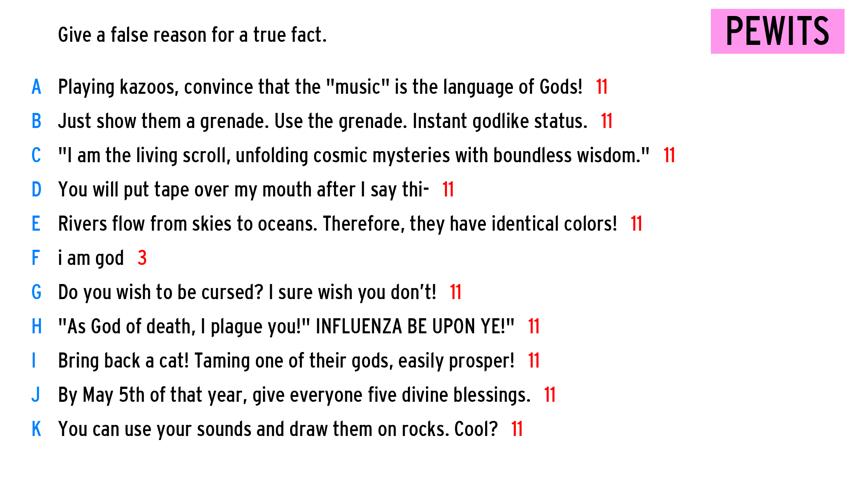 Give a false reason for a true fact.
PEWITS
A Playing kazoos, convince that the "music" is the language of Gods! 11
B Just show them a grenade. Use the grenade. Instant godlike status. 11
C "I am the living scroll, unfolding cosmic mysteries with boundless wisdom." 11
D You will put tape over my mouth after I say thi- 11
E Rivers flow from skies to oceans. Therefore, they have identical colors! 11
F i am god 3
G Do you wish to be cursed? I sure wish you don't! 11
H "As God of death, I plague you!" INFLUENZA BE UPON YE!" 11
I Bring back a cat! Taming one of their gods, easily prosper! 11
J By May 5th of that year, give everyone five divine blessings. 11
K You can use your sounds and draw them on rocks. Cool? 11